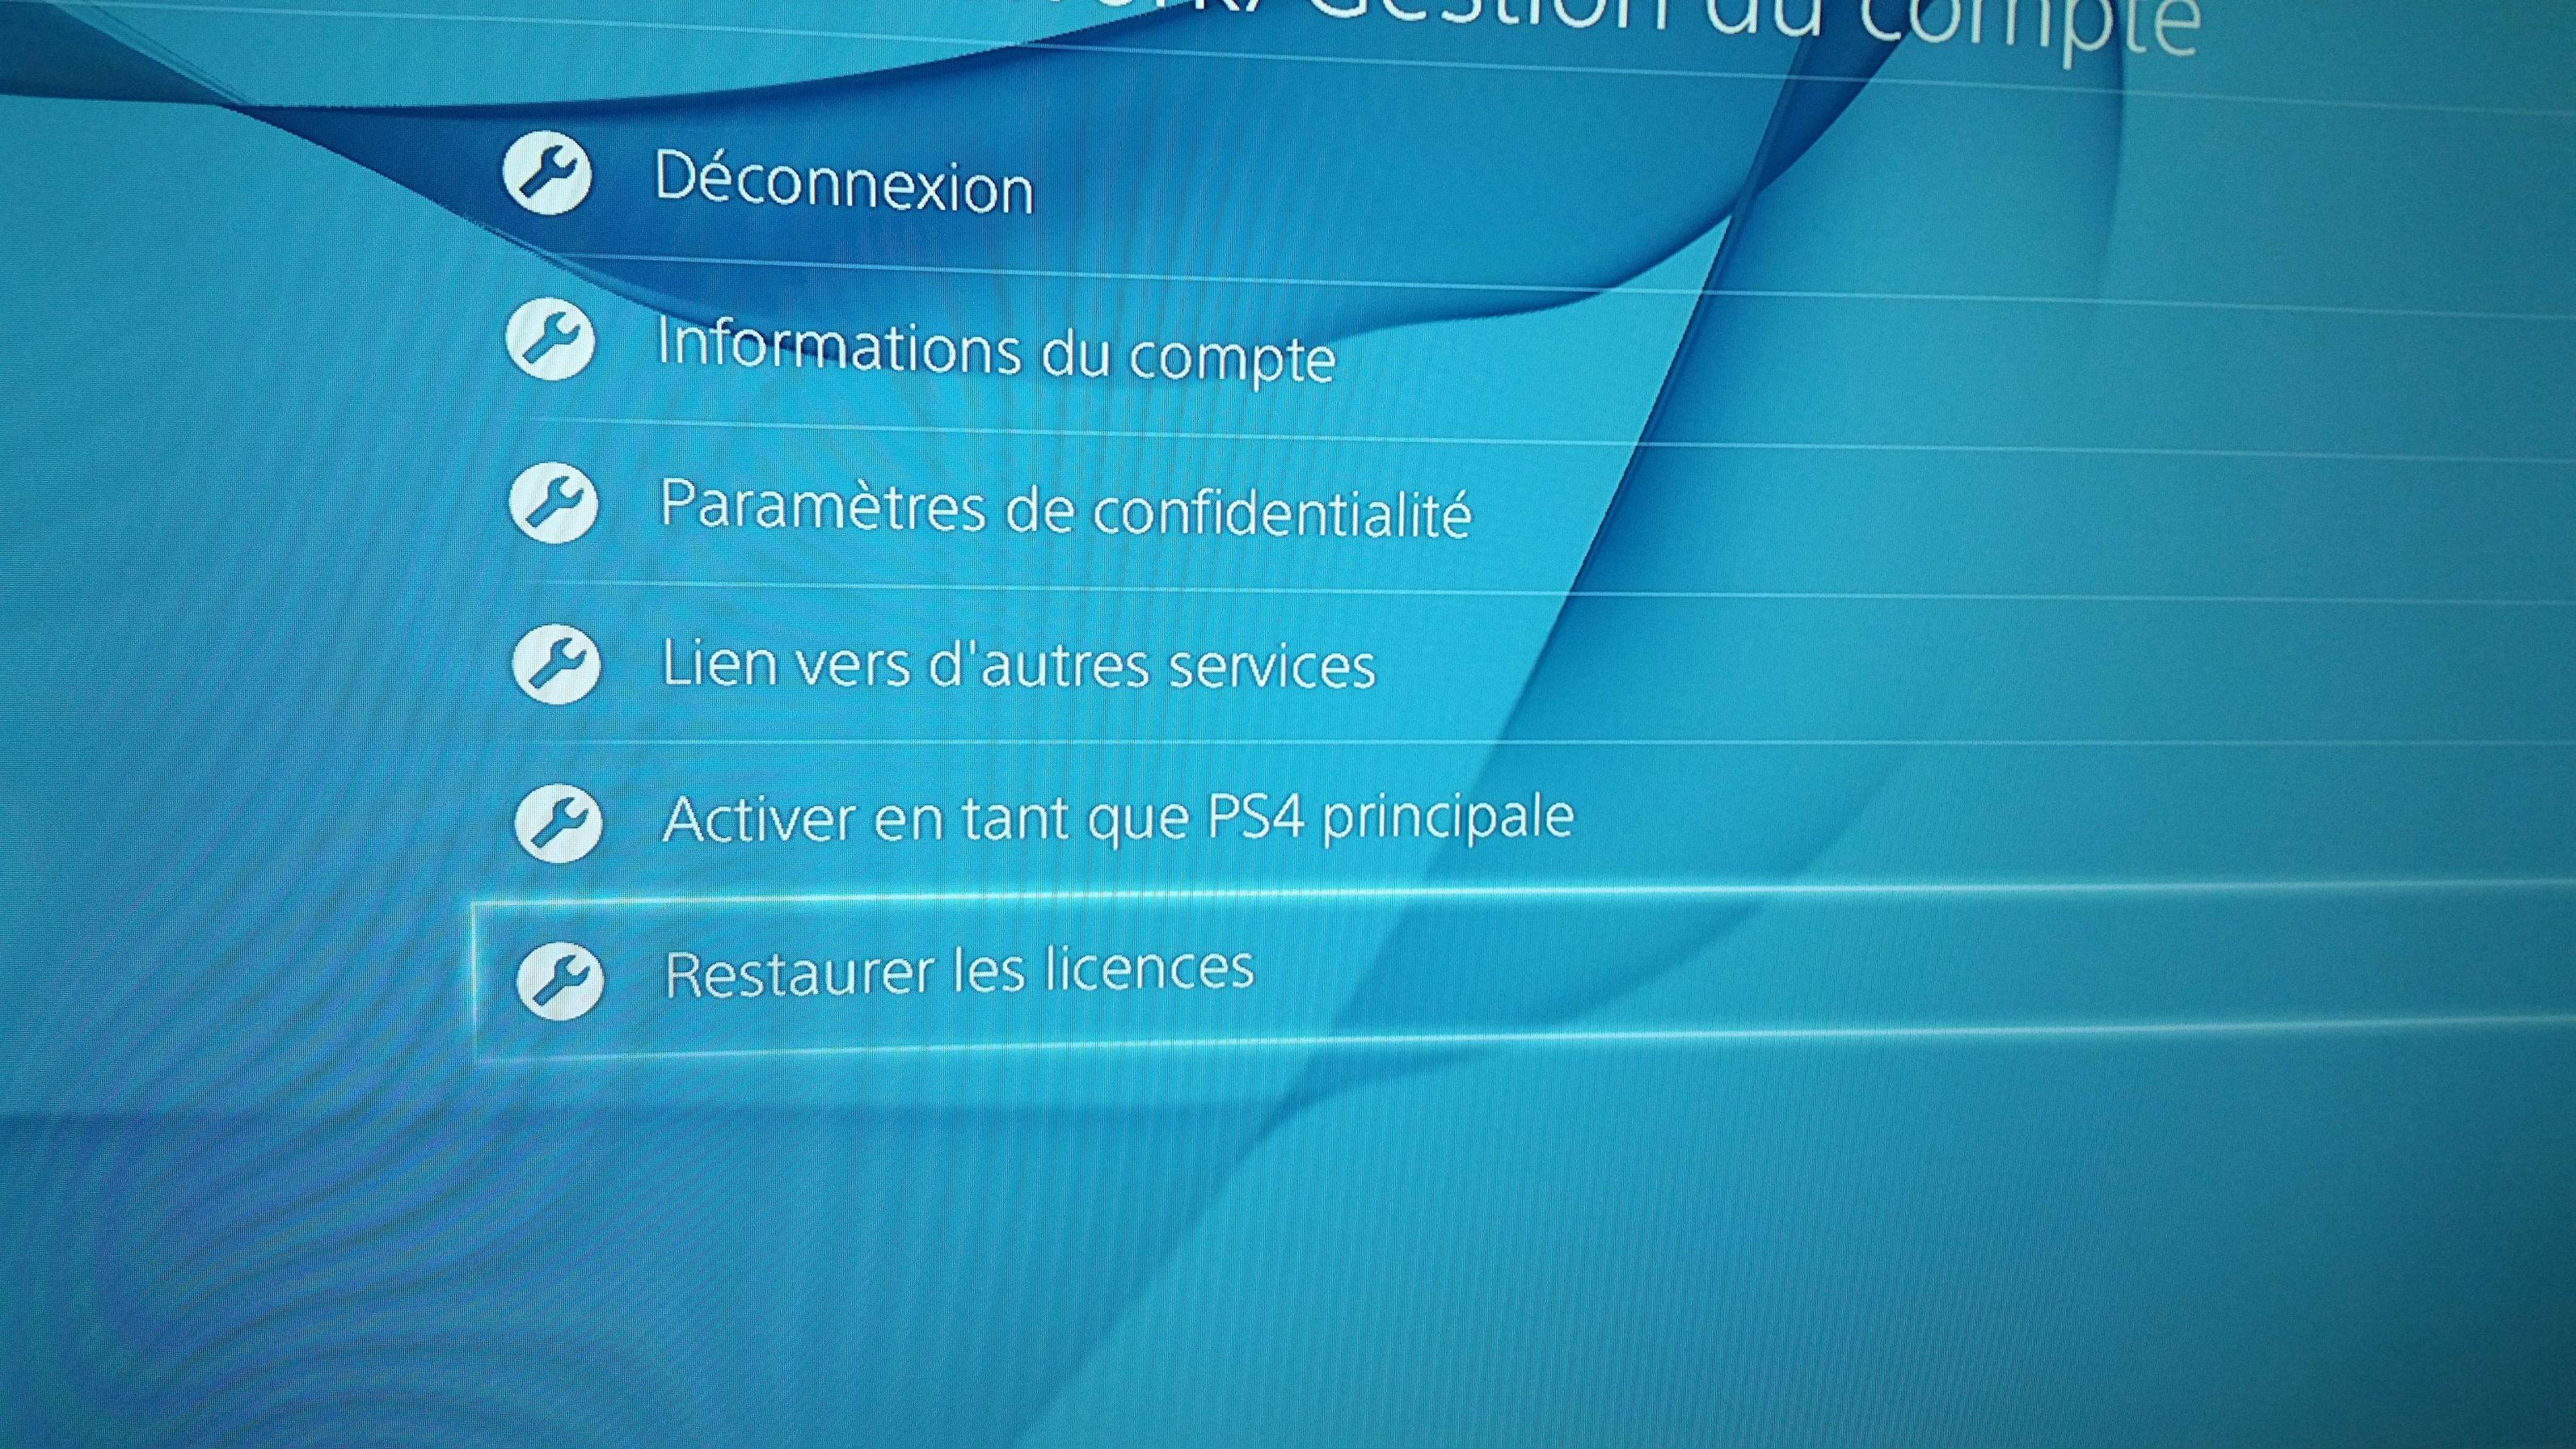 Gestion du compte
Déconnexion
Informations du compte
Paramètres de confidentialité
Lien vers d'autres services
Activer en tant que PS4 principale
Restaurer les licences